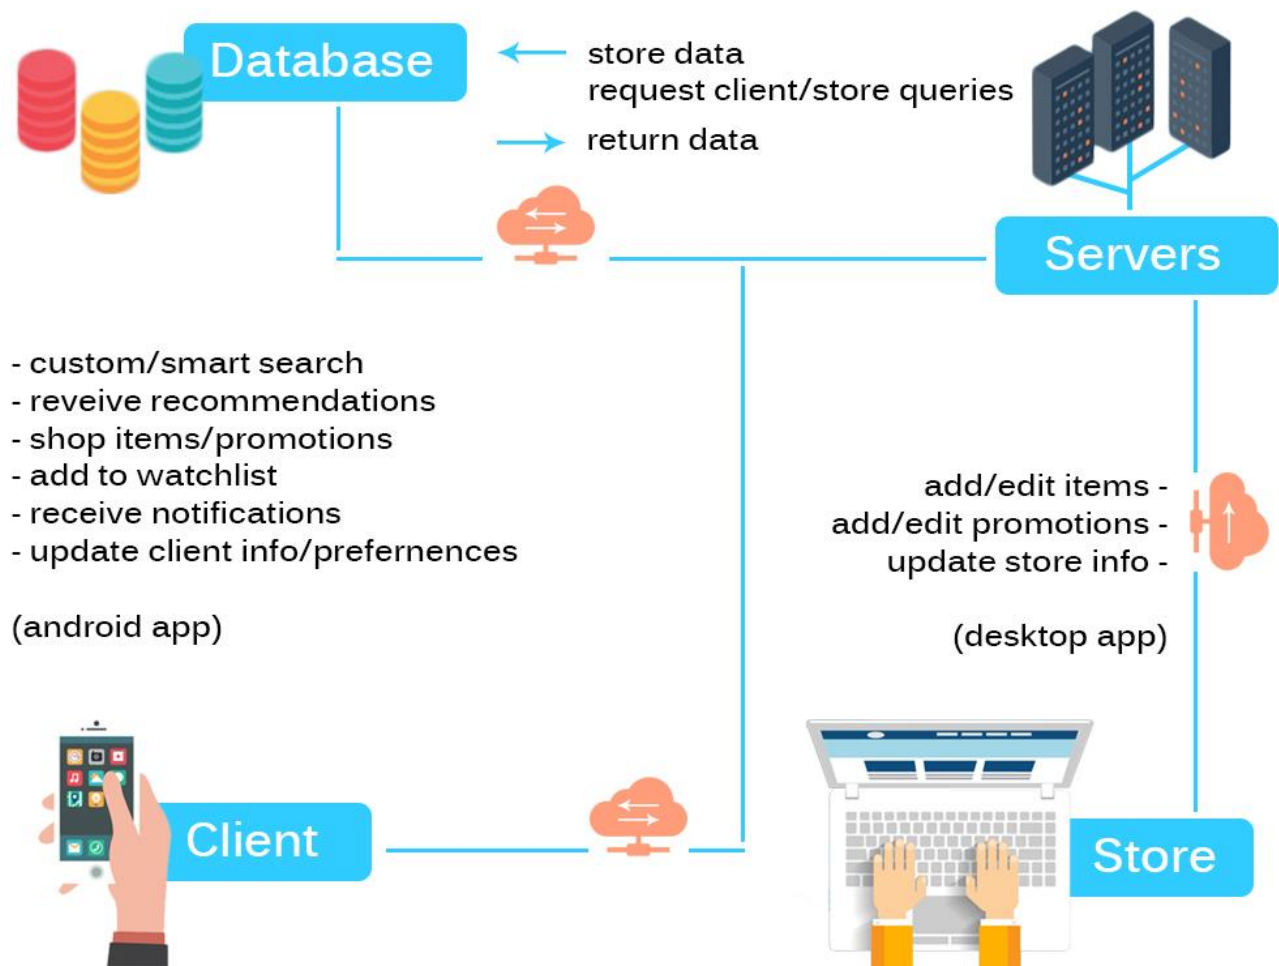 Database
store data
request client/store queries
return data
Servers
- custom/smart search
- reveive recommendations
- shop items/promotions
- add to watchlist
- receive notifications
- update client info/prefernences
(android app)
add/edit items -
add/edit promotions -
update store info -
(desktop app)
Client
Store